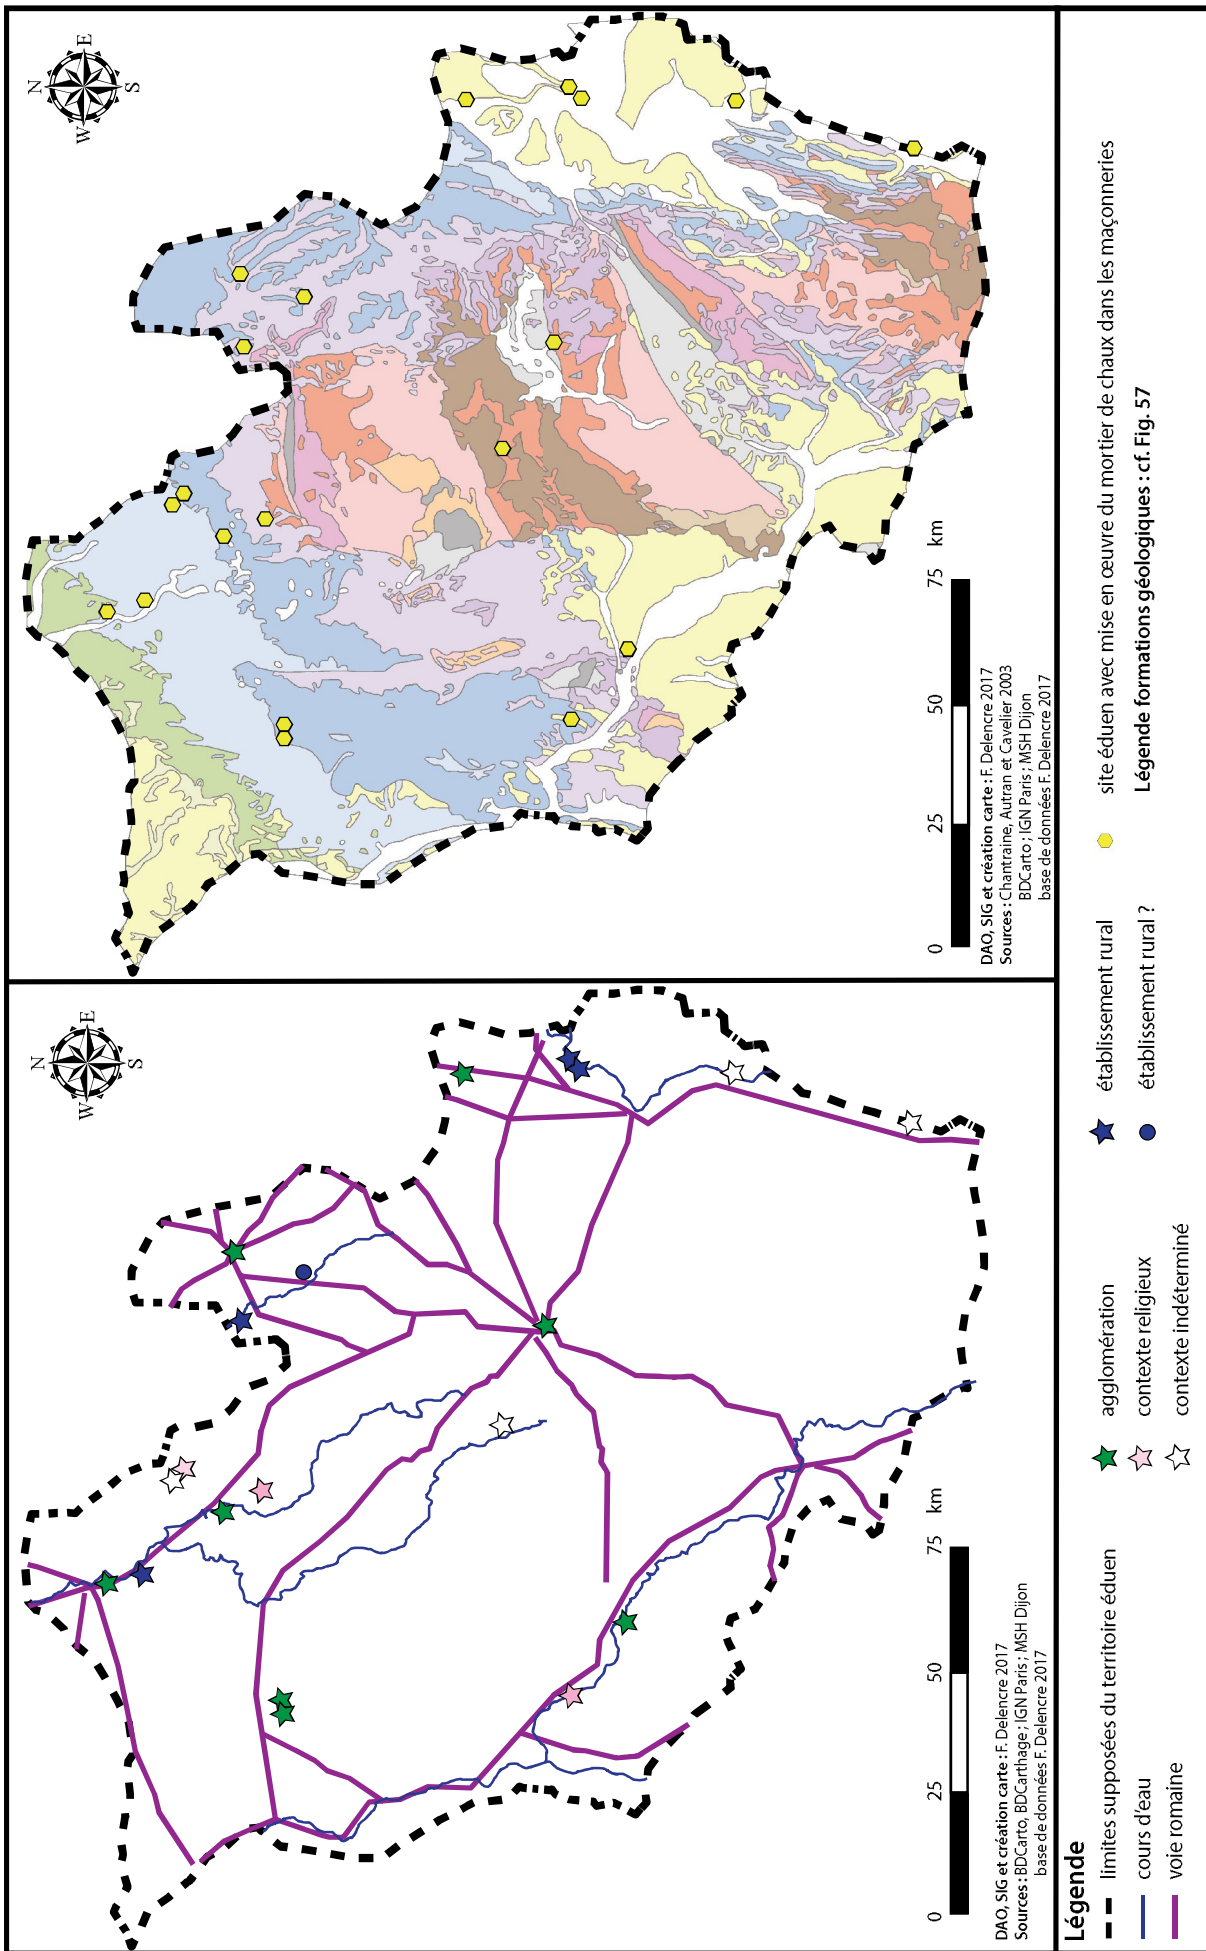 N
W
E
S
0
25
50
75
km
DAO, SIG et création carte : F. Delencre 2017
Sources : BDCarto, BDCarthage ; IGN Paris ; MSH Dijon
base de données F. Delencre 2017
N
W
E
S
0
25
50
75
km
DAO, SIG et création carte : F. Delencre 2017
Sources : Chantraine, Autran et Cavelier 2003
BDCarto ; IGN Paris ; MSH Dijon
base de données F. Delencre 2017
Légende
limites supposées du territoire éduen
cours d'eau
voie romaine
agglomération
contexte religieux
contexte indéterminé
établissement rural
établissement rural ?
site éduen avec mise en œuvre du mortier de chaux dans les maçonneries
Légende formations géologiques : cf. Fig. 57